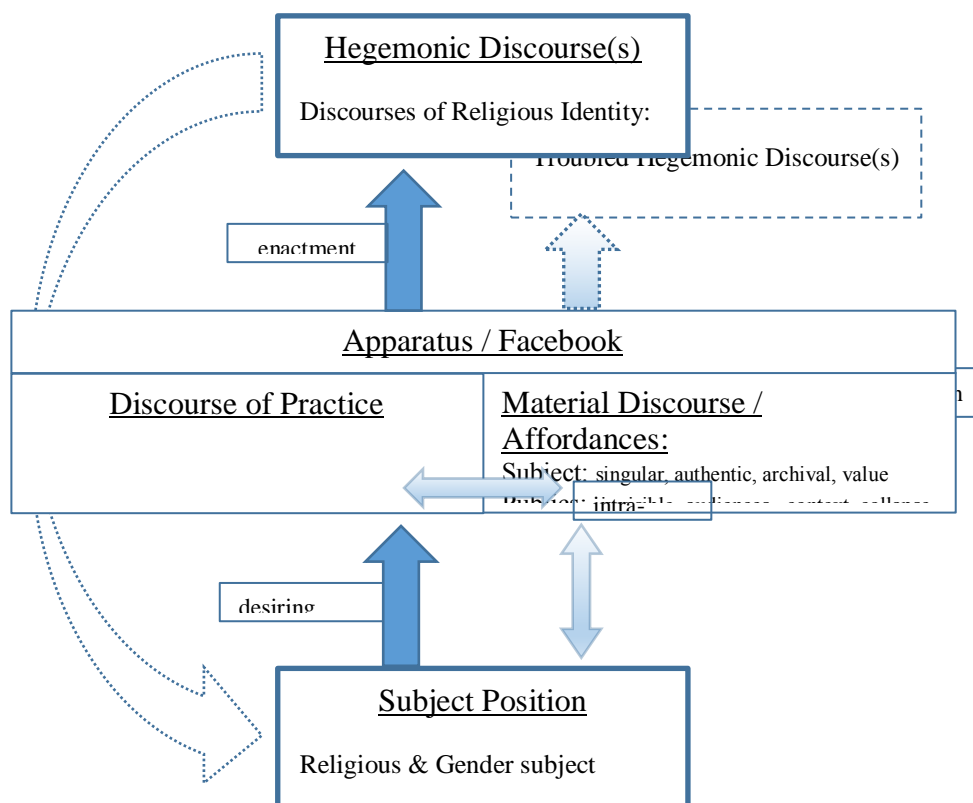 Hegemonic Discourse(s)
Discourses of Religious Identity:
Troubled Hegemonic Discourse(s)
enactment
Apparatus / Facebook
Discourse of Practice
Material Discourse /
Affordances:
Subject: singular, authentic, archival, value
intra-
desiring
Subject Position
Religious & Gender subject